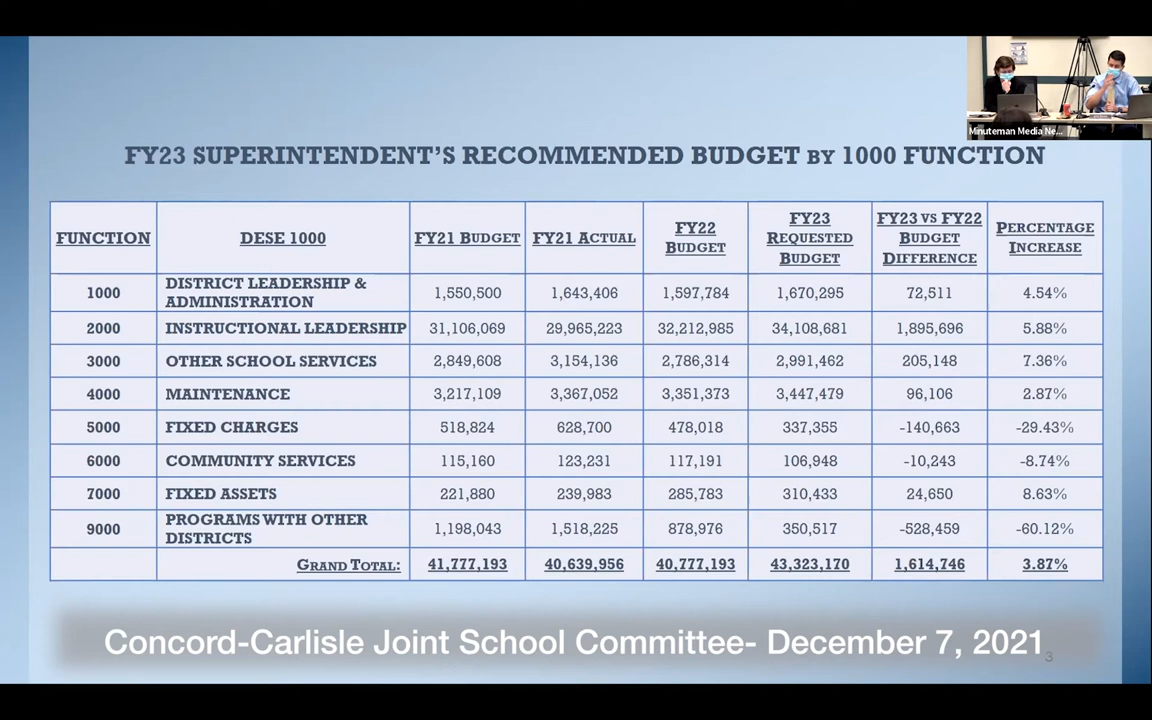 Minuteman Media Ne...
FY23 SUPERINTENDENT'S RECOMMENDED BUDGET BY 1000 FUNCTION
FUNCTION DESE 1000 FY21 BUDGET FY21 ACTUAL FY22 BUDGET FY23 REQUESTED BUDGET FY23 VS FY22 BUDGET DIFFERENCE PERCENTAGE INCREASE
1000 DISTRICT LEADERSHIP & ADMINISTRATION 1,550,500 1,643,406 1,597,784 1,670,295 72,511 4.54%
2000 INSTRUCTIONAL LEADERSHIP 31,106,069 29,965,223 32,212,985 34,108,681 1,895,696 5.88%
3000 OTHER SCHOOL SERVICES 2,849,608 3,154,136 2,786,314 2,991,462 205,148 7.36%
4000 MAINTENANCE 3,217,109 3,367,052 3,351,373 3,447,479 96,106 2.87%
5000 FIXED CHARGES 518,824 628,700 478,018 337,355 -140,663 -29.43%
6000 COMMUNITY SERVICES 115,160 123,231 117,191 106,948 -10,243 -8.74%
7000 FIXED ASSETS 221,880 239,983 285,783 310,433 24,650 8.63%
9000 PROGRAMS WITH OTHER DISTRICTS 1,198,043 1,518,225 878,976 350,517 -528,459 -60.12%
GRAND TOTAL: 41,777,193 40,639,956 40,777,193 43,323,170 1,614,746 3.87%
Concord-Carlisle Joint School Committee- December 7, 2021
3